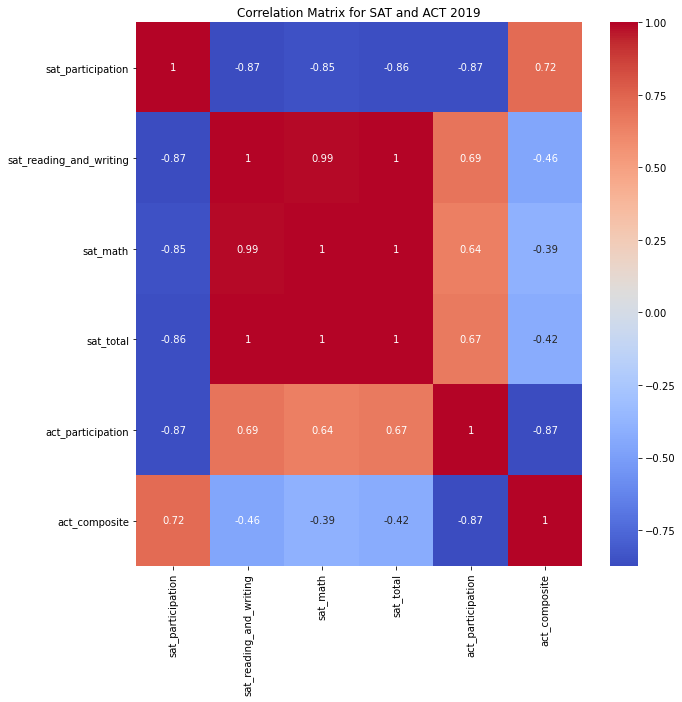 Correlation Matrix for SAT and ACT 2019
sat_participation 1 -0.87 -0.85 -0.86 -0.87 0.72
sat_reading_and_writing -0.87 1 0.99 1 0.69 -0.46
sat_math -0.85 0.99 1 1 0.64 -0.39
sat_total -0.86 1 1 1 0.67 -0.42
act_participation -0.87 0.69 0.64 0.67 1 -0.87
act_composite 0.72 -0.46 -0.39 -0.42 -0.87 1
sat_participation
sat_reading_and_writing
sat_math
sat_total
act_participation
act_composite
1.00
0.75
0.50
0.25
0.00
−0.25
−0.50
−0.75